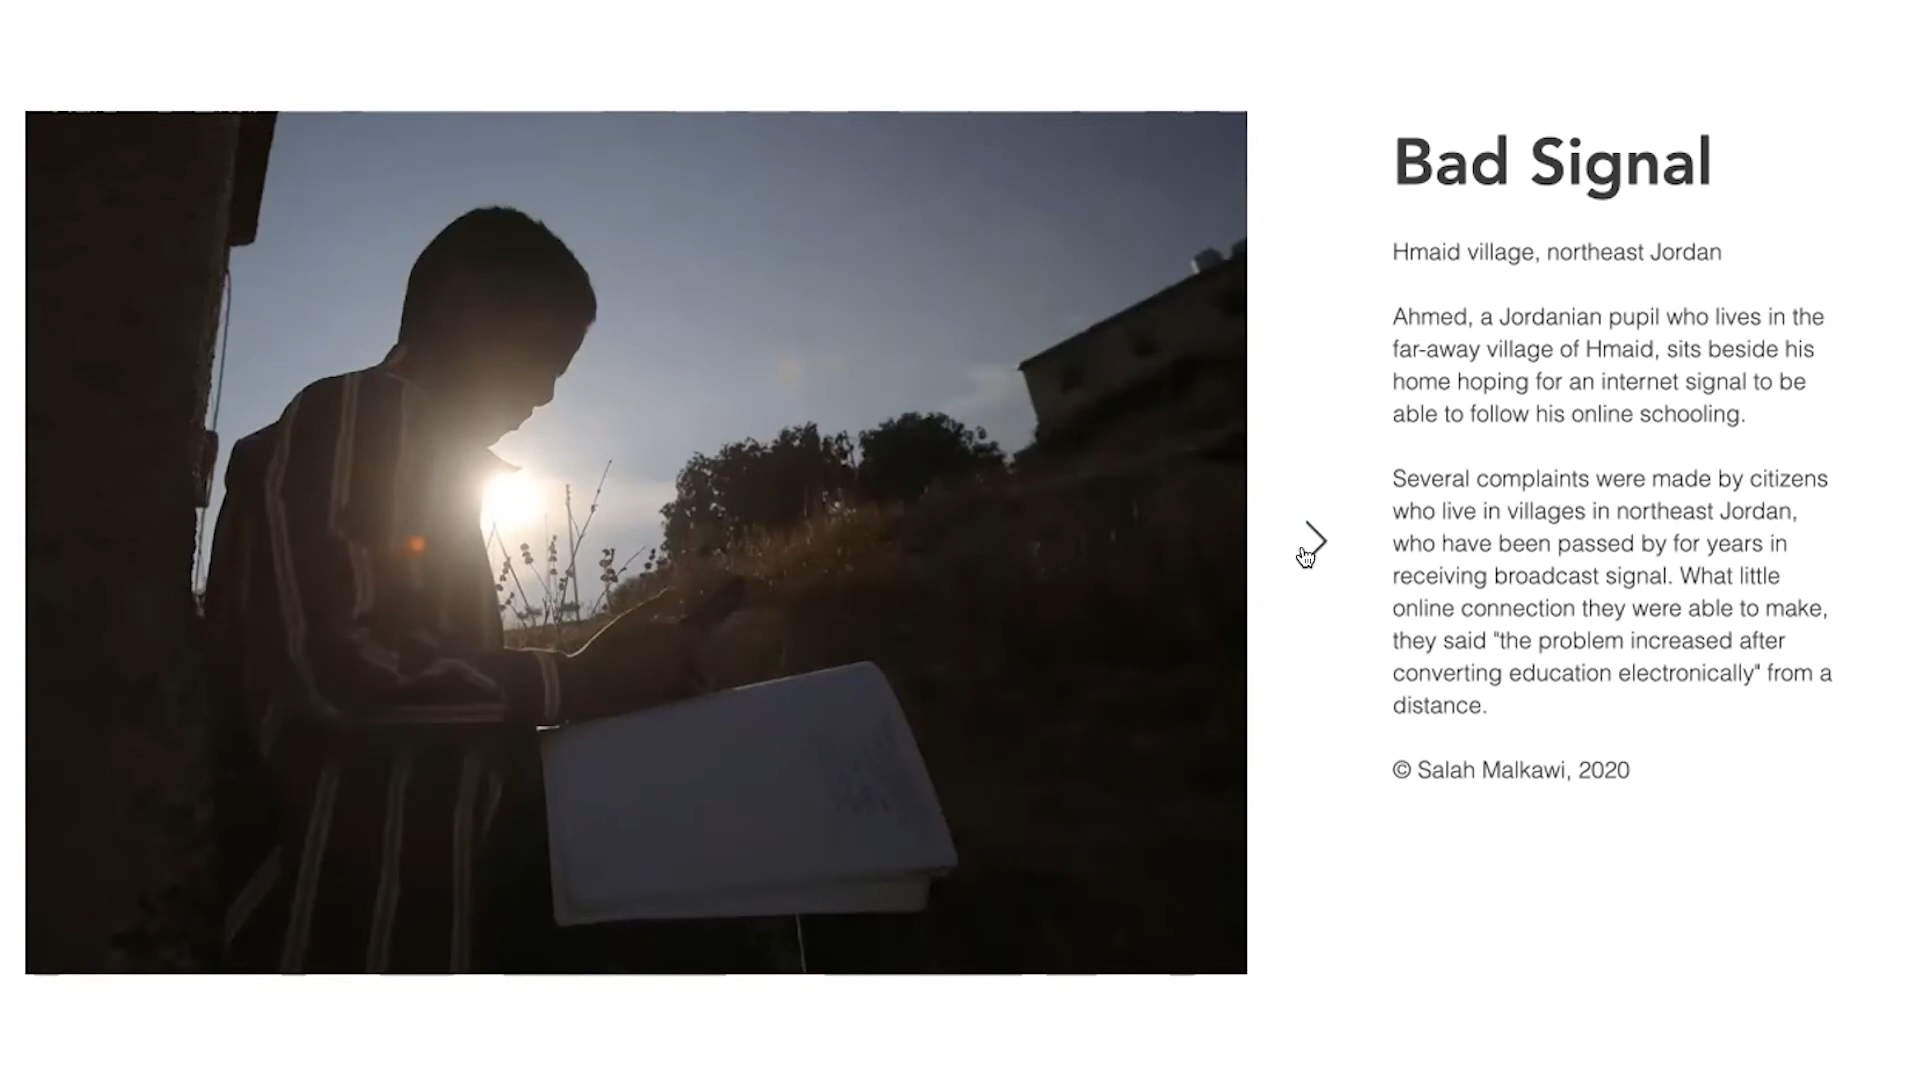 Bad Signal
Hmaid village, northeast Jordan
Ahmed, a Jordanian pupil who lives in the
far-away village of Hmaid, sits beside his
home hoping for an internet signal to be
able to follow his online schooling.
Several complaints were made by citizens
who live in villages in northeast Jordan,
who have been passed by for years in
receiving broadcast signal. What little
online connection they were able to make,
they said "the problem increased after
converting education electronically" from a
distance.
© Salah Malkawi, 2020